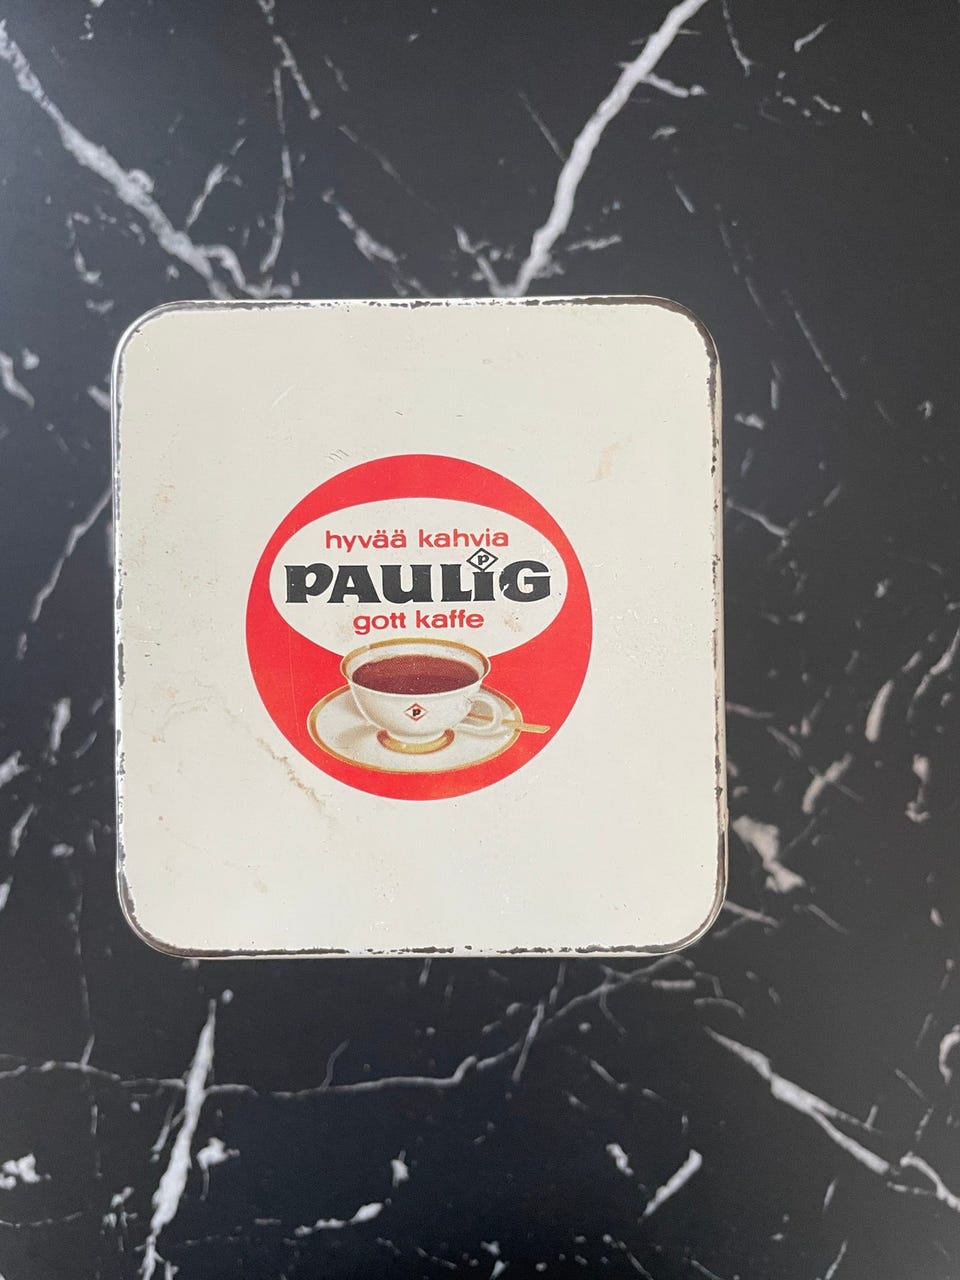 hyvää kahvia
P
PAULiG
gott kaffe
P